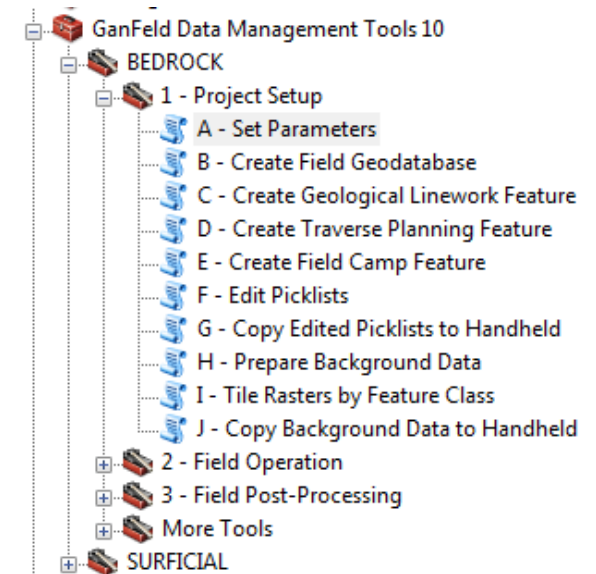 GanFeld Data Management Tools 10
BEDROCK
1 - Project Setup
A - Set Parameters
B - Create Field Geodatabase
C - Create Geological Linework Feature
D - Create Traverse Planning Feature
E - Create Field Camp Feature
F - Edit Picklists
G - Copy Edited Picklists to Handheld
H - Prepare Background Data
I - Tile Rasters by Feature Class
J - Copy Background Data to Handheld
2 - Field Operation
3 - Field Post-Processing
More Tools
SURFICIAL